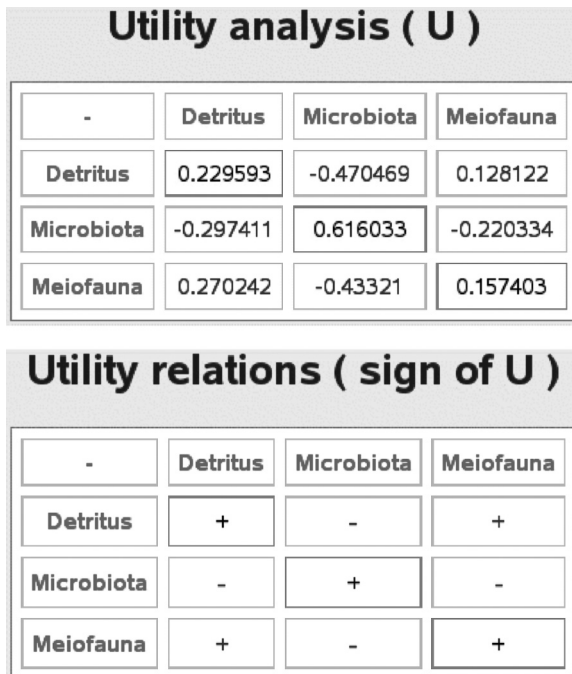 Utility analysis ( U )
- Detritus Microbiota Meiofauna
Detritus 0.229593 -0.470469 0.128122
Microbiota -0.297411 0.616033 -0.220334
Meiofauna 0.270242 -0.43321 0.157403
Utility relations ( sign of U )
- Detritus Microbiota Meiofauna
Detritus + - +
Microbiota - + -
Meiofauna + - +